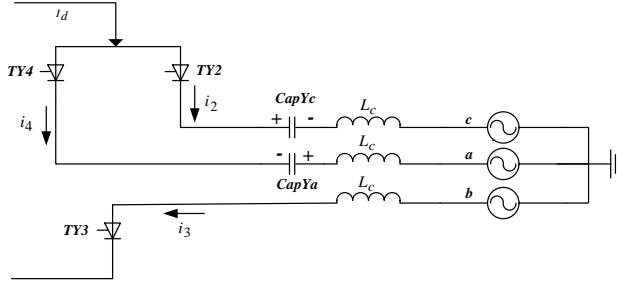 i_d
TY4
TY2
i_2
i_4
CapYc
+ -
L_c
c
- +
CapYa
L_c
a
L_c
b
i_3
TY3